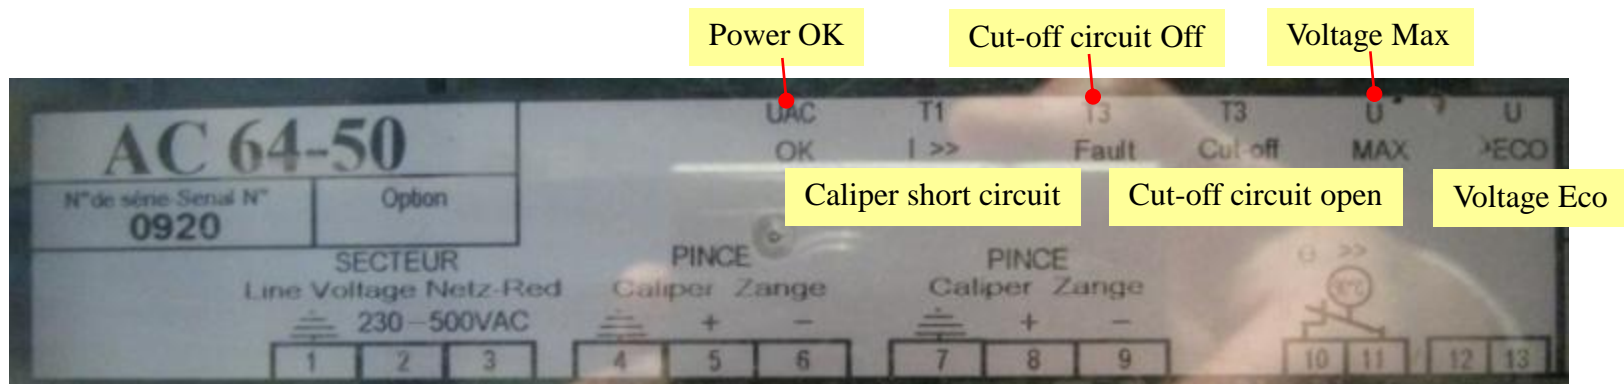 Power OK
Cut-off circuit Off
Voltage Max
UAC T1 T3 T3 U U
AC 64-50
OK I >> Fault Cut-off MAX >ECO
Caliper short circuit
Cut-off circuit open
Voltage Eco
N° de série-Serial N° Option
0920
SECTEUR PINCE PINCE
Line Voltage Netz-Red Caliper Zange Caliper Zange
230-500VAC + - + -
1 2 3 4 5 6 7 8 9 10 11 12 13